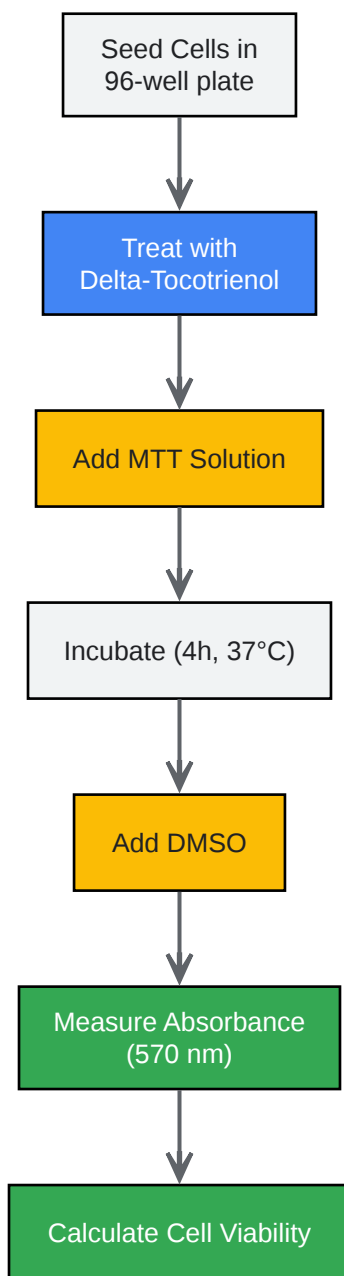 Seed Cells in
96-well plate
Treat with
Delta-Tocotrienol
Add MTT Solution
Incubate (4h, 37°C)
Add DMSO
Measure Absorbance
(570 nm)
Calculate Cell Viability